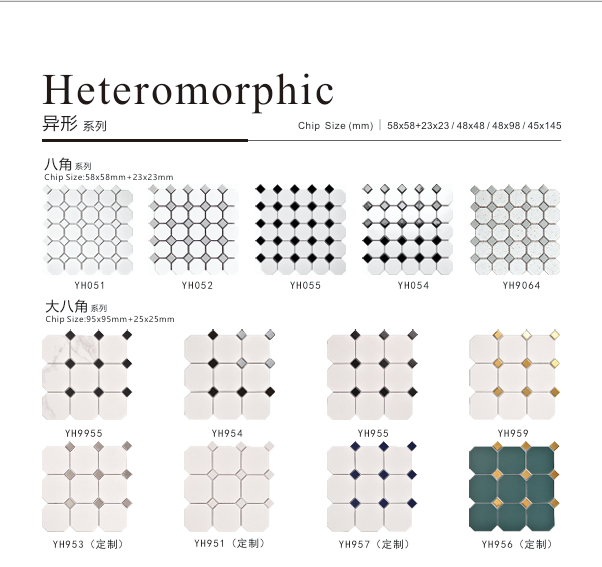 Heteromorphic
异形 系列
Chip Size (mm) | 58x58+23x23 / 48x48 / 48x98 / 45x145
八角 系列
Chip Size:58x58mm+23x23mm
YH051 YH052 YH055 YH054 YH9064
大八角 系列
Chip Size:95x95mm+25x25mm
YH9955 YH954 YH955 YH959
YH953（定制） YH951（定制） YH957（定制） YH956（定制）